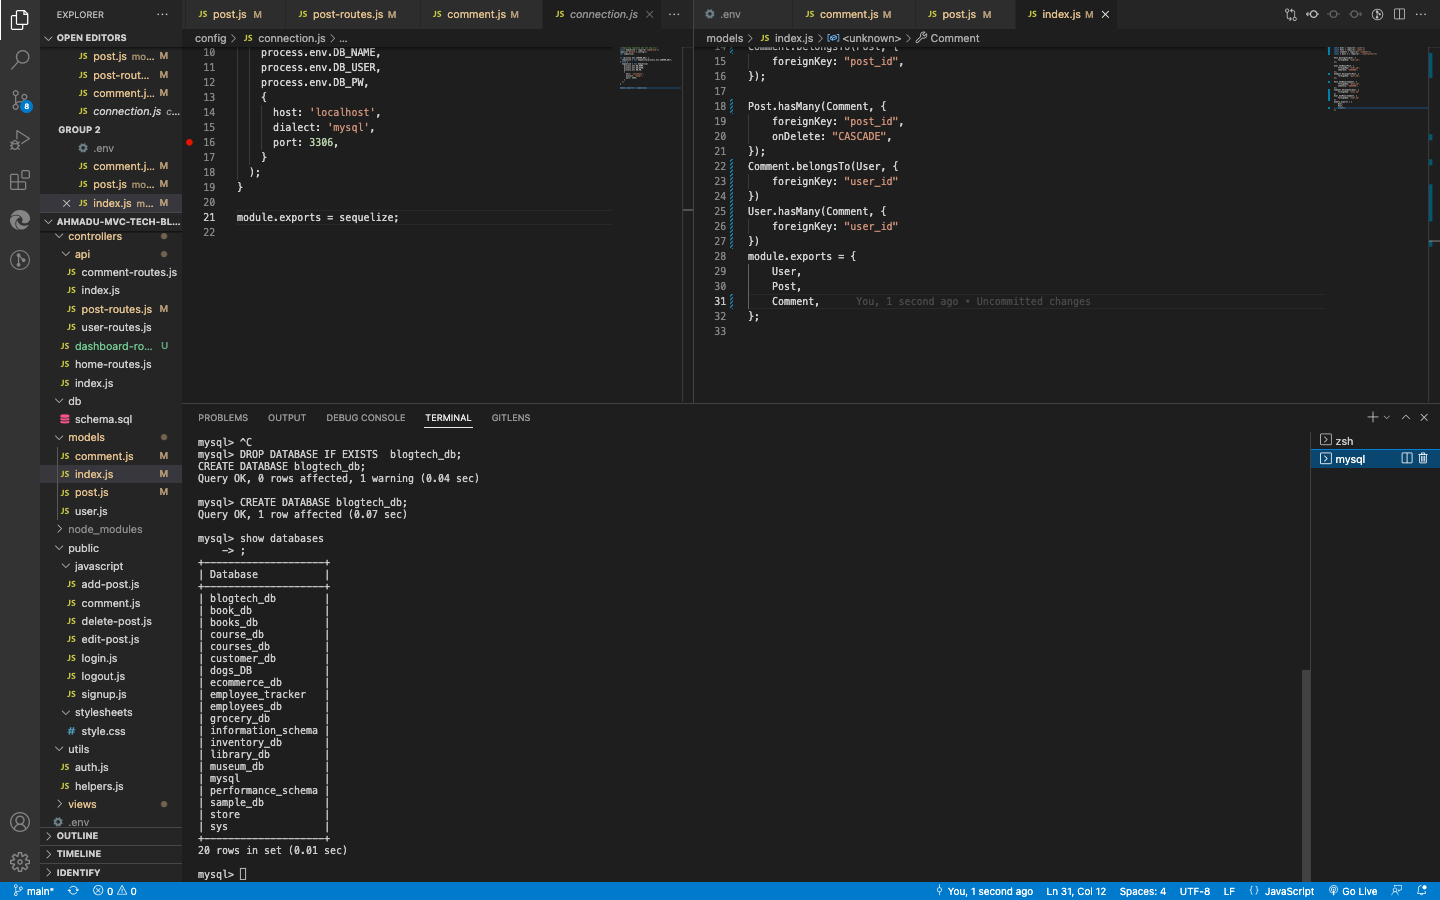 EXPLORER
OPEN EDITORS
JS post.js mo... M
JS post-rout... M
JS comment.j... M
JS connection.js c...
GROUP 2
.env
JS comment.j... M
JS post.js mo... M
JS index.js m... M
AHMADU-MVC-TECH-BL...
controllers
api
JS comment-routes.js
JS index.js
JS post-routes.js M
JS user-routes.js
JS dashboard-ro... U
JS home-routes.js
JS index.js
db
schema.sql
models
JS comment.js M
JS index.js M
JS post.js M
JS user.js
node_modules
public
javascript
JS add-post.js
JS comment.js
JS delete-post.js
JS edit-post.js
JS login.js
JS logout.js
JS signup.js
stylesheets
# style.css
utils
JS auth.js
JS helpers.js
views
.env
OUTLINE
TIMELINE
IDENTIFY
8
JS post.js M JS post-routes.js M JS comment.js M JS connection.js
config > JS connection.js > ...
10 process.env.DB_NAME,
11 process.env.DB_USER,
12 process.env.DB_PW,
13 {
14 host: 'localhost',
15 dialect: 'mysql',
16 port: 3306,
17 }
18 );
19 }
20
21 module.exports = sequelize;
22
.env JS comment.js M JS post.js M JS index.js M
models > JS index.js > <unknown> > Comment
14 Comment.belongsTo(Post, {
15 foreignKey: "post_id",
16 });
17
18 Post.hasMany(Comment, {
19 foreignKey: "post_id",
20 onDelete: "CASCADE",
21 });
22 Comment.belongsTo(User, {
23 foreignKey: "user_id"
24 })
25 User.hasMany(Comment, {
26 foreignKey: "user_id"
27 })
28 module.exports = {
29 User,
30 Post,
31 Comment, You, 1 second ago • Uncommitted changes
32 };
33
PROBLEMS OUTPUT DEBUG CONSOLE TERMINAL GITLENS
mysql> ^C
mysql> DROP DATABASE IF EXISTS  blogtech_db;
CREATE DATABASE blogtech_db;
Query OK, 0 rows affected, 1 warning (0.04 sec)
mysql> CREATE DATABASE blogtech_db;
Query OK, 1 row affected (0.07 sec)
mysql> show databases
-> ;
+--------------------+
| Database |
+--------------------+
| blogtech_db |
| book_db |
| books_db |
| course_db |
| courses_db |
| customer_db |
| dogs_DB |
| ecommerce_db |
| employee_tracker |
| employees_db |
| grocery_db |
| information_schema |
| inventory_db |
| library_db |
| museum_db |
| mysql |
| performance_schema |
| sample_db |
| store |
| sys |
+--------------------+
20 rows in set (0.01 sec)
mysql>
zsh
mysql
main* 0 0 You, 1 second ago Ln 31, Col 12 Spaces: 4 UTF-8 LF JavaScript Go Live